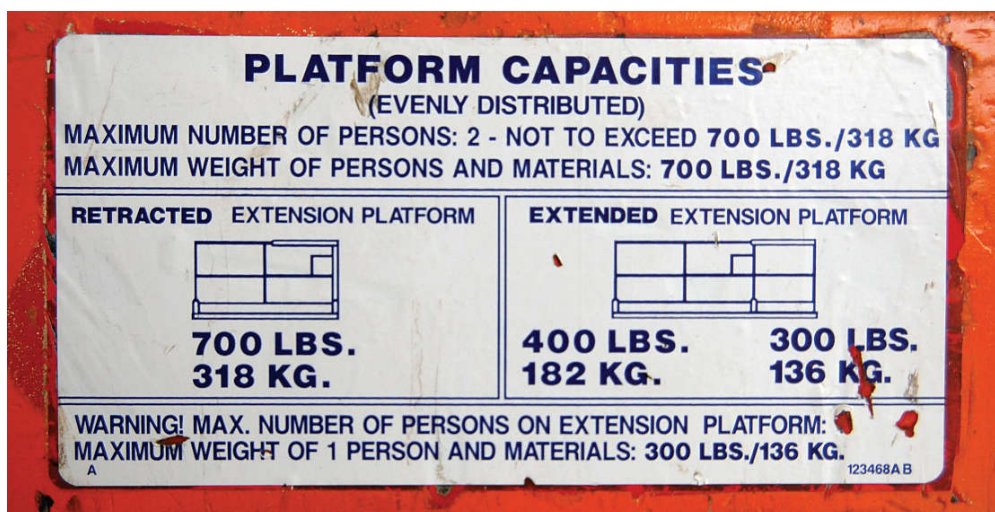 PLATFORM CAPACITIES
(EVENLY DISTRIBUTED)
MAXIMUM NUMBER OF PERSONS: 2 - NOT TO EXCEED 700 LBS./318 KG
MAXIMUM WEIGHT OF PERSONS AND MATERIALS: 700 LBS./318 KG
RETRACTED EXTENSION PLATFORM
700 LBS.
318 KG.
EXTENDED EXTENSION PLATFORM
400 LBS. 300 LBS.
182 KG. 136 KG.
WARNING! MAX. NUMBER OF PERSONS ON EXTENSION PLATFORM:
MAXIMUM WEIGHT OF 1 PERSON AND MATERIALS: 300 LBS./136 KG.
A 123468A B